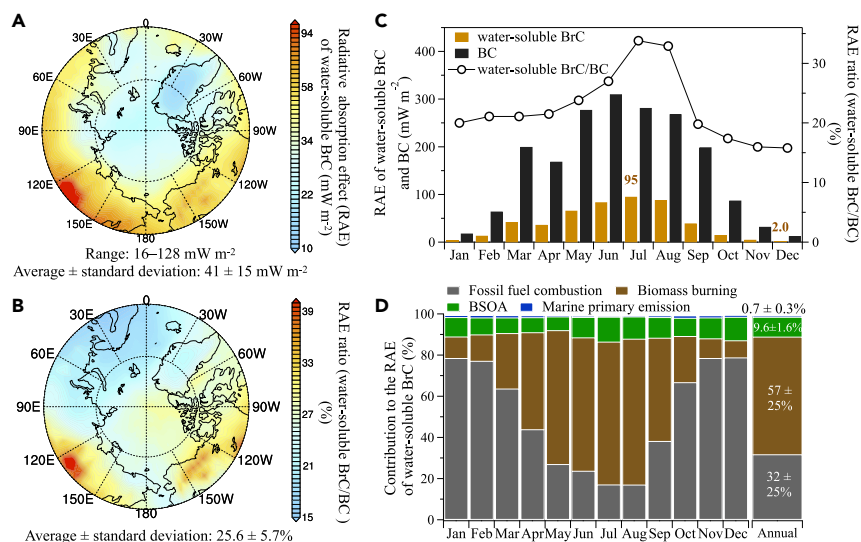 A
0
30E
30W
60E
60W
90E
90W
120E
120W
150E
150W
180
94
58
34
22
10
Radiative absorption effect (RAE)
of water-soluble BrC
(mW m-2)
Range: 16–128 mW m-2
Average ± standard deviation: 41 ± 15 mW m-2
B
0
30E
30W
60E
60W
90E
90W
120E
120W
150E
150W
180
39
33
27
21
15
RAE ratio (water-soluble BrC/BC)
(%)
Average ± standard deviation: 25.6 ± 5.7%
C
water-soluble BrC
BC
water-soluble BrC/BC
400
300
200
100
0
RAE of water-soluble BrC
and BC (mW m-2)
30
20
10
0
RAE ratio (water-soluble BrC/BC)
(%)
95
2.0
Jan Feb Mar Apr May Jun Jul Aug Sep Oct Nov Dec
D
Fossil fuel combustion
Biomass burning
BSOA
Marine primary emission
0.7 ± 0.3%
100
80
60
40
20
0
Contribution to the RAE
of water-soluble BrC (%)
9.6±1.6%
57 ±
25%
32 ±
25%
Jan Feb Mar Apr May Jun Jul Aug Sep Oct Nov Dec Annual